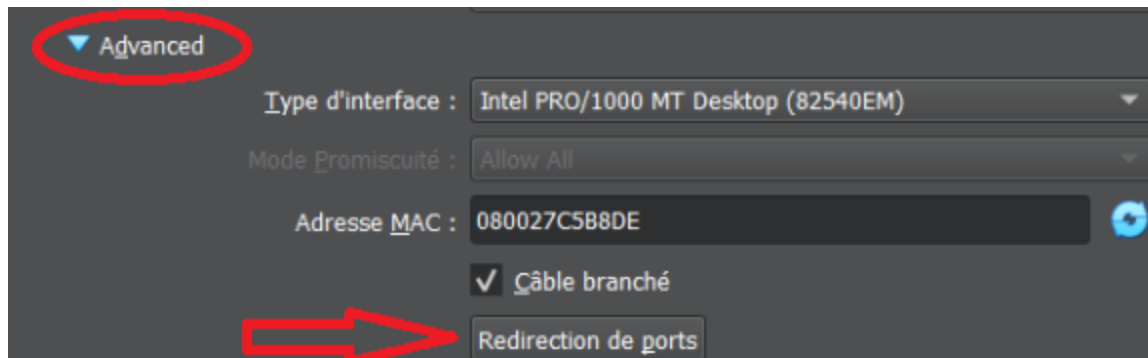 Advanced
Type d'interface : Intel PRO/1000 MT Desktop (82540EM)
Mode Promiscuité : Allow All
Adresse MAC : 080027C5B8DE
Câble branché
Redirection de ports